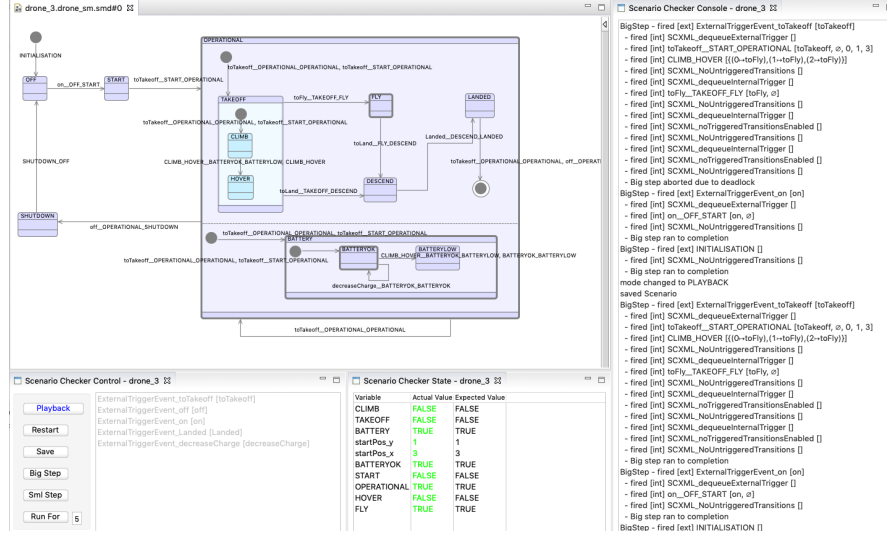 drone_3.drone_sm.smd#0
INITIALISATION
OFF
on__OFF_START
START
toTakeoff__START_OPERATIONAL
OPERATIONAL
toTakeoff__OPERATIONAL_OPERATIONAL, toTakeoff__START_OPERATIONAL
TAKEOFF
toFly__TAKEOFF_FLY
FLY
LANDED
toTakeoff__OPERATIONAL_OPERATIONAL, toTakeoff__START_OPERATIONAL
CLIMB
toLand__FLY_DESCEND
Landed__DESCEND_LANDED
SHUTDOWN_OFF
CLIMB_HOVER__BATTERYOK_BATTERYLOW, CLIMB_HOVER
toTakeoff__OPERATIONAL_OPERATIONAL, off__OPERATI
HOVER
toLand__TAKEOFF_DESCEND
DESCEND
SHUTDOWN
off__OPERATIONAL_SHUTDOWN
toTakeoff__OPERATIONAL_OPERATIONAL, toTakeoff__START_OPERATIONAL
BATTERY
toTakeoff__OPERATIONAL_OPERATIONAL, toTakeoff__START_OPERATIONAL
BATTERYOK
CLIMB_HOVER__BATTERYOK_BATTERYLOW, BATTERYOK_BATTERYLOW
BATTERYLOW
decreaseCharge__BATTERYOK_BATTERYOK
toTakeoff__OPERATIONAL_OPERATIONAL
Scenario Checker Control - drone_3
Playback
Restart
Save
Big Step
Sml Step
Run For
5
ExternalTriggerEvent_toTakeoff [toTakeoff]
ExternalTriggerEvent_off [off]
ExternalTriggerEvent_on [on]
ExternalTriggerEvent_Landed [Landed]
ExternalTriggerEvent_decreaseCharge [decreaseCharge]
Scenario Checker State - drone_3
Variable Actual Value Expected Value
CLIMB FALSE FALSE
TAKEOFF FALSE FALSE
BATTERY TRUE TRUE
startPos_y 1 1
startPos_x 3 3
BATTERYOK TRUE TRUE
START FALSE FALSE
OPERATIONAL TRUE TRUE
HOVER FALSE FALSE
FLY TRUE TRUE
Scenario Checker Console - drone_3
BigStep - fired [ext] ExternalTriggerEvent_toTakeoff [toTakeoff]
- fired [int] SCXML_dequeueExternalTrigger []
- fired [int] toTakeoff__START_OPERATIONAL [toTakeoff, ∅, 0, 1, 3]
- fired [int] CLIMB_HOVER [{(0↦toFly),(1↦toFly),(2↦toFly)}]
- fired [int] SCXML_NoUntriggeredTransitions []
- fired [int] SCXML_dequeueInternalTrigger []
- fired [int] toFly__TAKEOFF_FLY [toFly, ∅]
- fired [int] SCXML_NoUntriggeredTransitions []
- fired [int] SCXML_dequeueInternalTrigger []
- fired [int] SCXML_noTriggeredTransitionsEnabled []
- fired [int] SCXML_NoUntriggeredTransitions []
- fired [int] SCXML_dequeueInternalTrigger []
- fired [int] SCXML_noTriggeredTransitionsEnabled []
- fired [int] SCXML_NoUntriggeredTransitions []
- Big step aborted due to deadlock
BigStep - fired [ext] ExternalTriggerEvent_on [on]
- fired [int] SCXML_dequeueExternalTrigger []
- fired [int] on__OFF_START [on, ∅]
- fired [int] SCXML_NoUntriggeredTransitions []
- Big step ran to completion
BigStep - fired [ext] INITIALISATION []
- fired [int] SCXML_NoUntriggeredTransitions []
- Big step ran to completion
mode changed to PLAYBACK
saved Scenario
BigStep - fired [ext] ExternalTriggerEvent_toTakeoff [toTakeoff]
- fired [int] SCXML_dequeueExternalTrigger []
- fired [int] toTakeoff__START_OPERATIONAL [toTakeoff, ∅, 0, 1, 3]
- fired [int] CLIMB_HOVER [{(0↦toFly),(1↦toFly),(2↦toFly)}]
- fired [int] SCXML_NoUntriggeredTransitions []
- fired [int] SCXML_dequeueInternalTrigger []
- fired [int] toFly__TAKEOFF_FLY [toFly, ∅]
- fired [int] SCXML_NoUntriggeredTransitions []
- fired [int] SCXML_dequeueInternalTrigger []
- fired [int] SCXML_noTriggeredTransitionsEnabled []
- fired [int] SCXML_NoUntriggeredTransitions []
- fired [int] SCXML_dequeueInternalTrigger []
- fired [int] SCXML_noTriggeredTransitionsEnabled []
- fired [int] SCXML_NoUntriggeredTransitions []
- Big step ran to completion
BigStep - fired [ext] ExternalTriggerEvent_on [on]
- fired [int] SCXML_dequeueExternalTrigger []
- fired [int] on__OFF_START [on, ∅]
- fired [int] SCXML_NoUntriggeredTransitions []
- Big step ran to completion
BigStep - fired [ext] INITIALISATION []